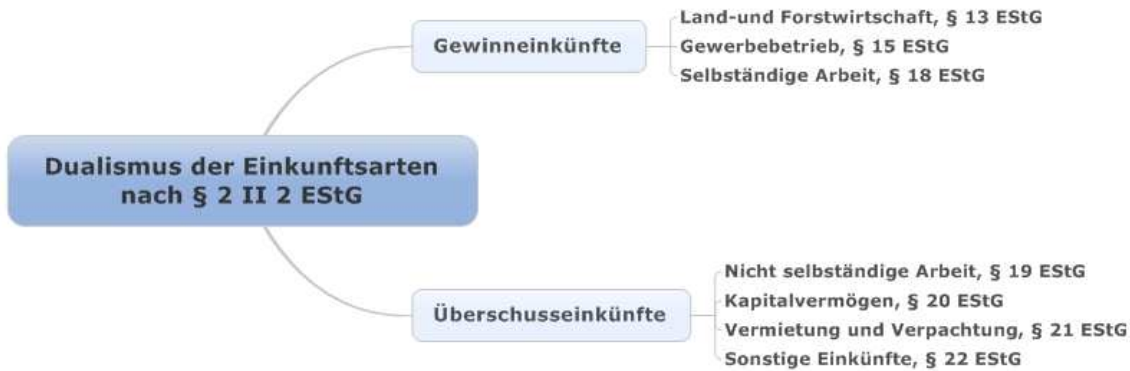 Land-und Forstwirtschaft, § 13 EStG
Gewinneinkünfte
Gewerbebetrieb, § 15 EStG
Selbständige Arbeit, § 18 EStG
Dualismus der Einkunftsarten
nach § 2 II 2 EStG
Nicht selbständige Arbeit, § 19 EStG
Kapitalvermögen, § 20 EStG
Überschusseinkünfte
Vermietung und Verpachtung, § 21 EStG
Sonstige Einkünfte, § 22 EStG